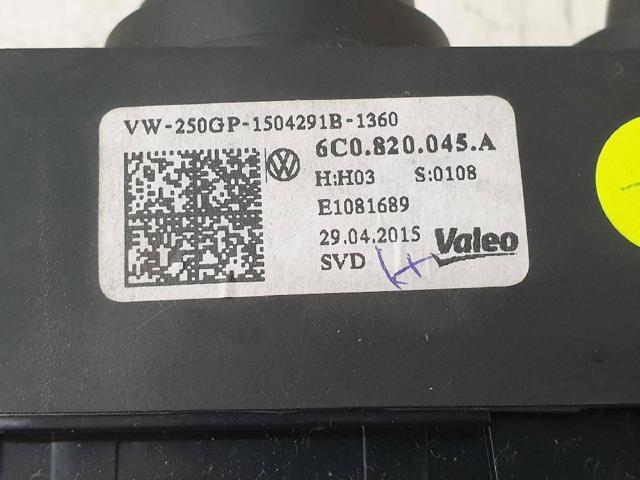 VW-250GP-1504291B-1360
6C0.820.045.A
H:H03 S:0108
E1081689
29.04.2015 Valeo
SVD H